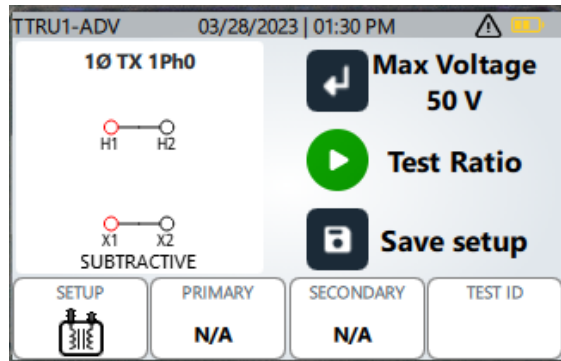 TTRU1-ADV 03/28/2023 | 01:30 PM
1Ø TX 1Ph0
Max Voltage
50 V
H1 H2
Test Ratio
X1 X2
SUBTRACTIVE
Save setup
SETUP PRIMARY SECONDARY TEST ID
N/A N/A